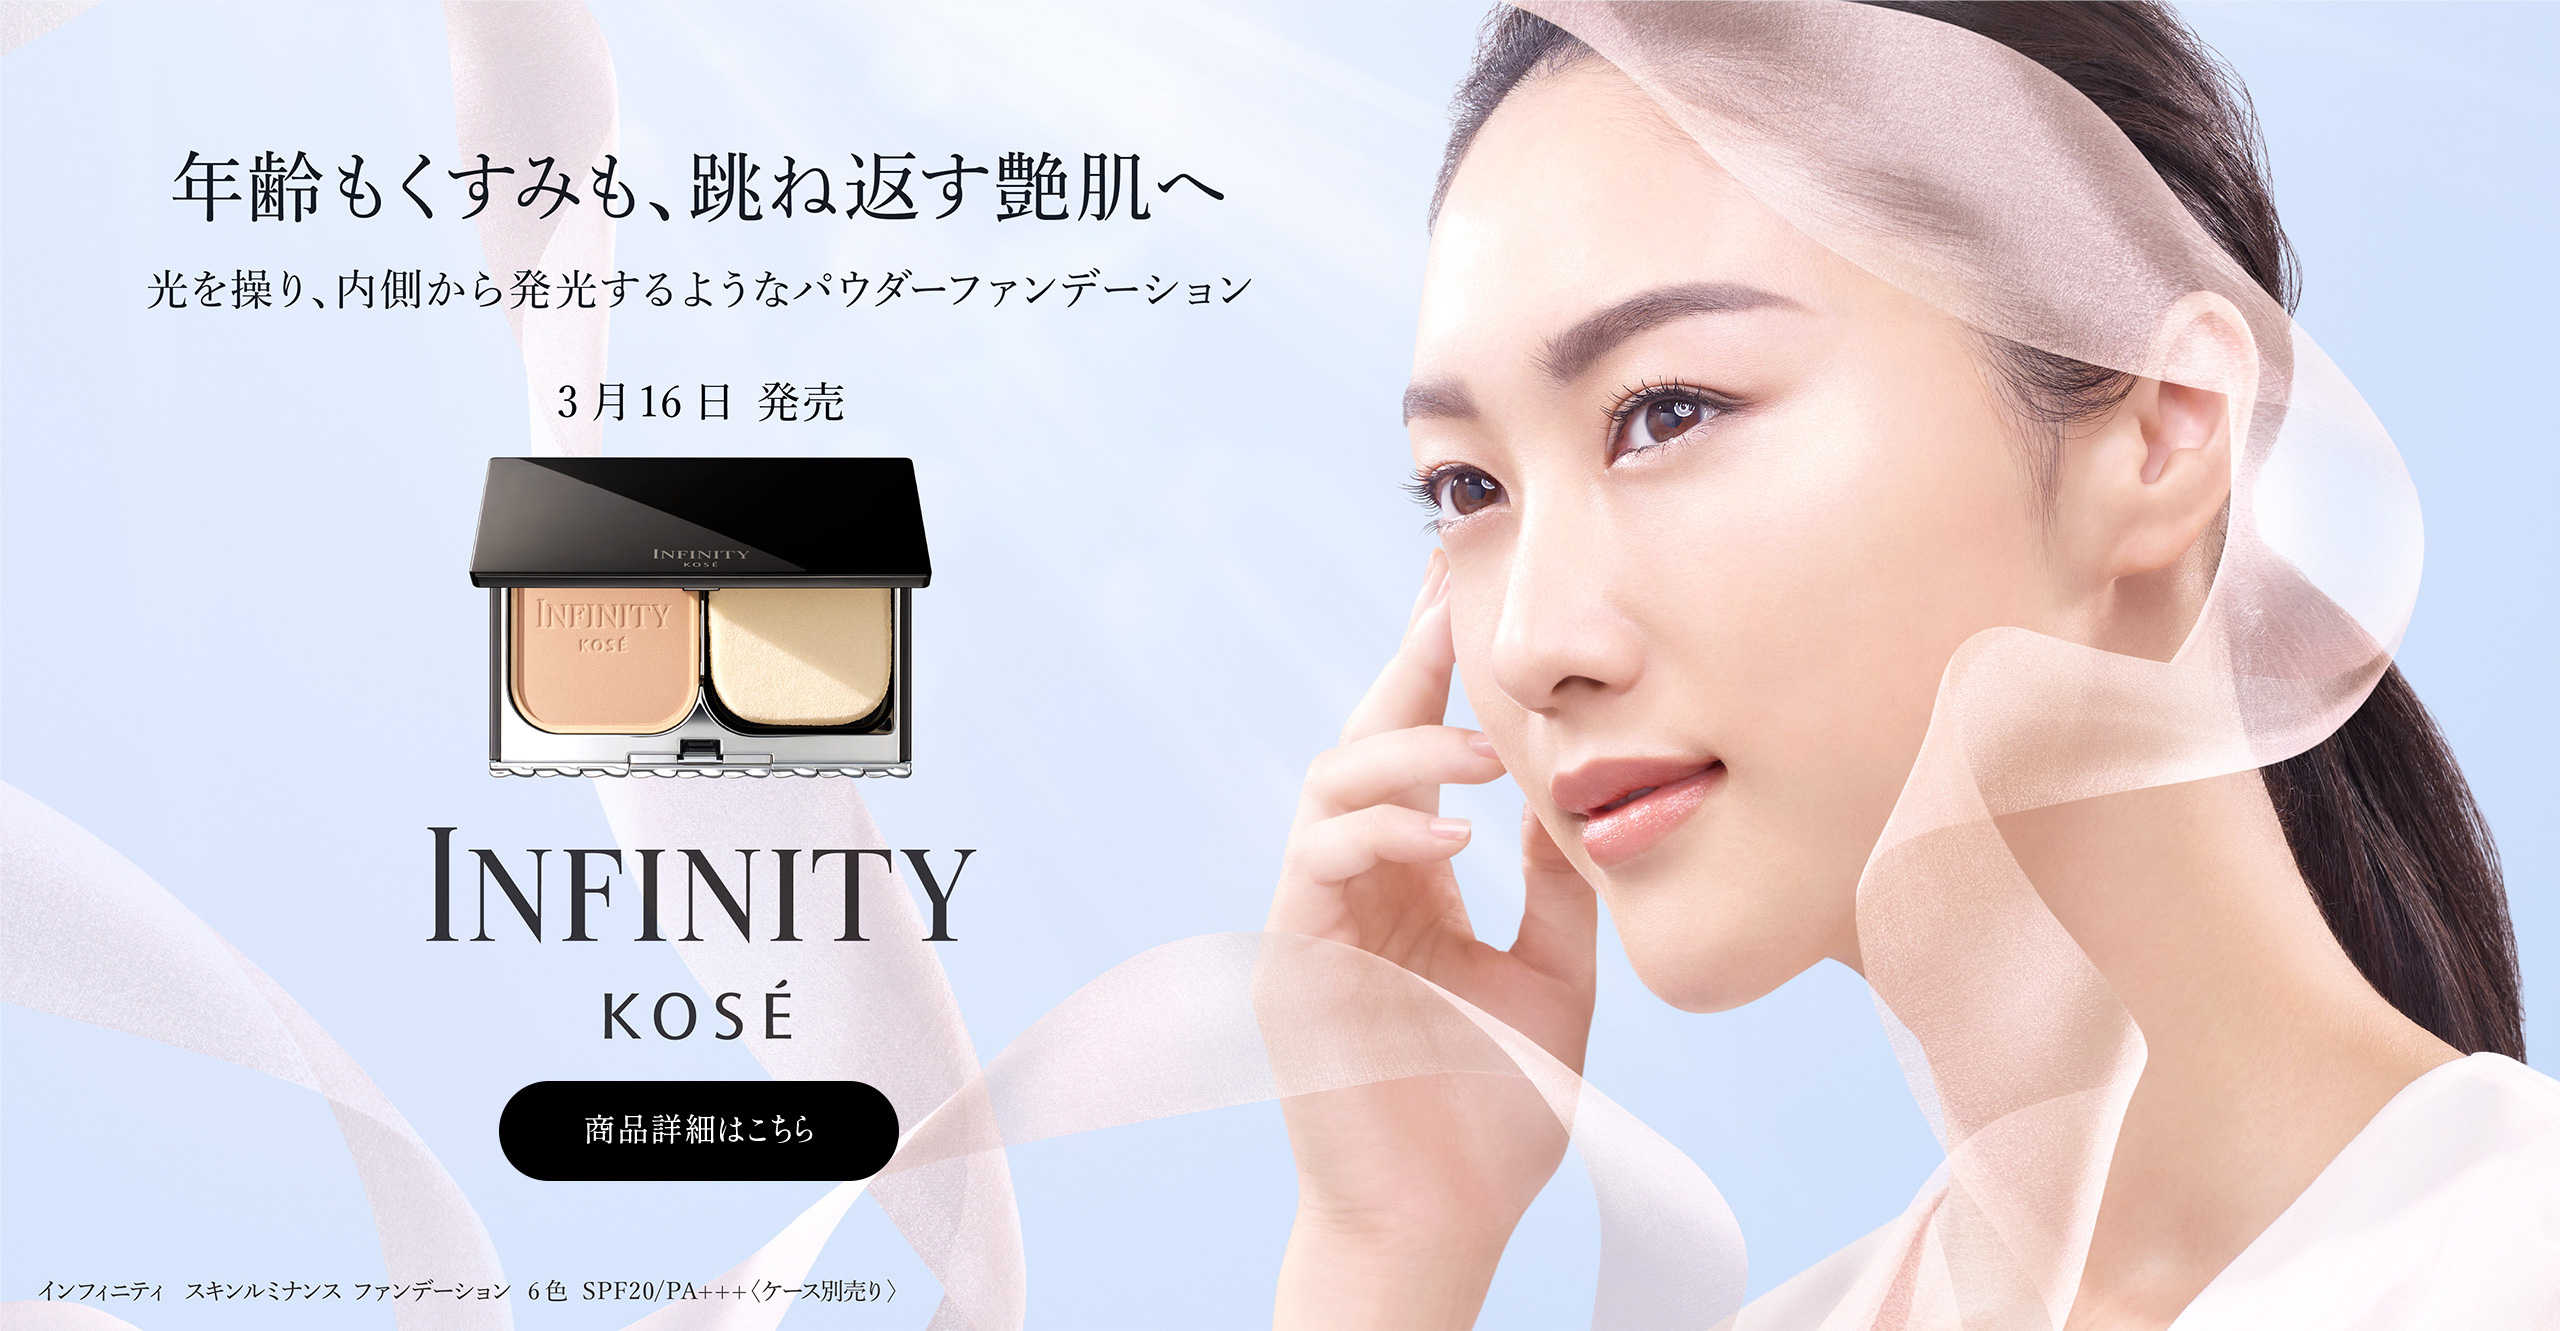 年齢もくすみも、跳ね返す艶肌へ
光を操り、内側から発光するようなパウダーファンデーション
3月16日 発売
INFINITY
KOSÉ
INFINITY
KOSÉ
INFINITY
KOSÉ
商品詳細はこちら
インフィニティ スキンルミナンス ファンデーション 6色 SPF20/PA+++〈ケース別売り〉